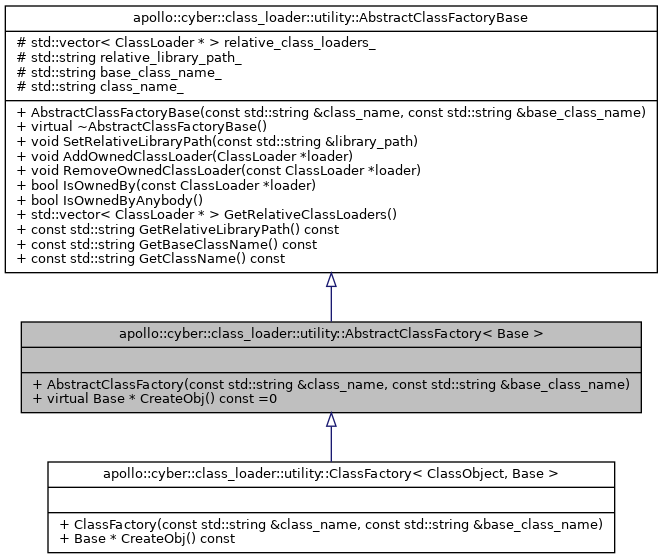 apollo::cyber::class_loader::utility::AbstractClassFactoryBase
# std::vector< ClassLoader * > relative_class_loaders_
# std::string relative_library_path_
# std::string base_class_name_
# std::string class_name_
+ AbstractClassFactoryBase(const std::string &class_name, const std::string &base_class_name)
+ virtual ~AbstractClassFactoryBase()
+ void SetRelativeLibraryPath(const std::string &library_path)
+ void AddOwnedClassLoader(ClassLoader *loader)
+ void RemoveOwnedClassLoader(const ClassLoader *loader)
+ bool IsOwnedBy(const ClassLoader *loader)
+ bool IsOwnedByAnybody()
+ std::vector< ClassLoader * > GetRelativeClassLoaders()
+ const std::string GetRelativeLibraryPath() const
+ const std::string GetBaseClassName() const
+ const std::string GetClassName() const
apollo::cyber::class_loader::utility::AbstractClassFactory< Base >
+ AbstractClassFactory(const std::string &class_name, const std::string &base_class_name)
+ virtual Base * CreateObj() const =0
apollo::cyber::class_loader::utility::ClassFactory< ClassObject, Base >
+ ClassFactory(const std::string &class_name, const std::string &base_class_name)
+ Base * CreateObj() const